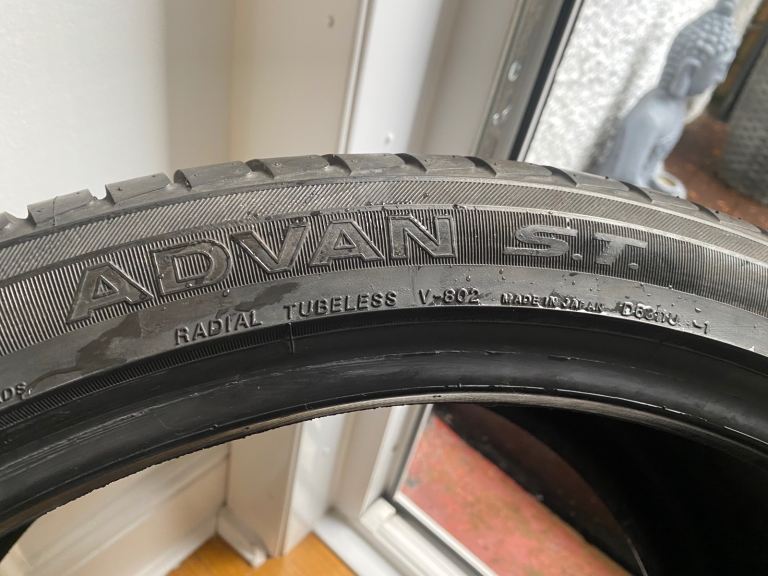 ADVAN S.T.
RADIAL TUBELESS V-802 MADE IN JAPAN